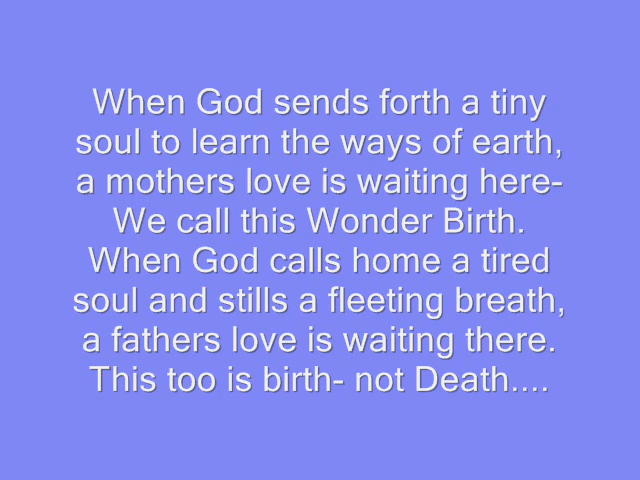 When God sends forth a tiny
soul to learn the ways of earth,
a mothers love is waiting here-
We call this Wonder Birth.
When God calls home a tired
soul and stills a fleeting breath,
a fathers love is waiting there.
This too is birth- not Death....